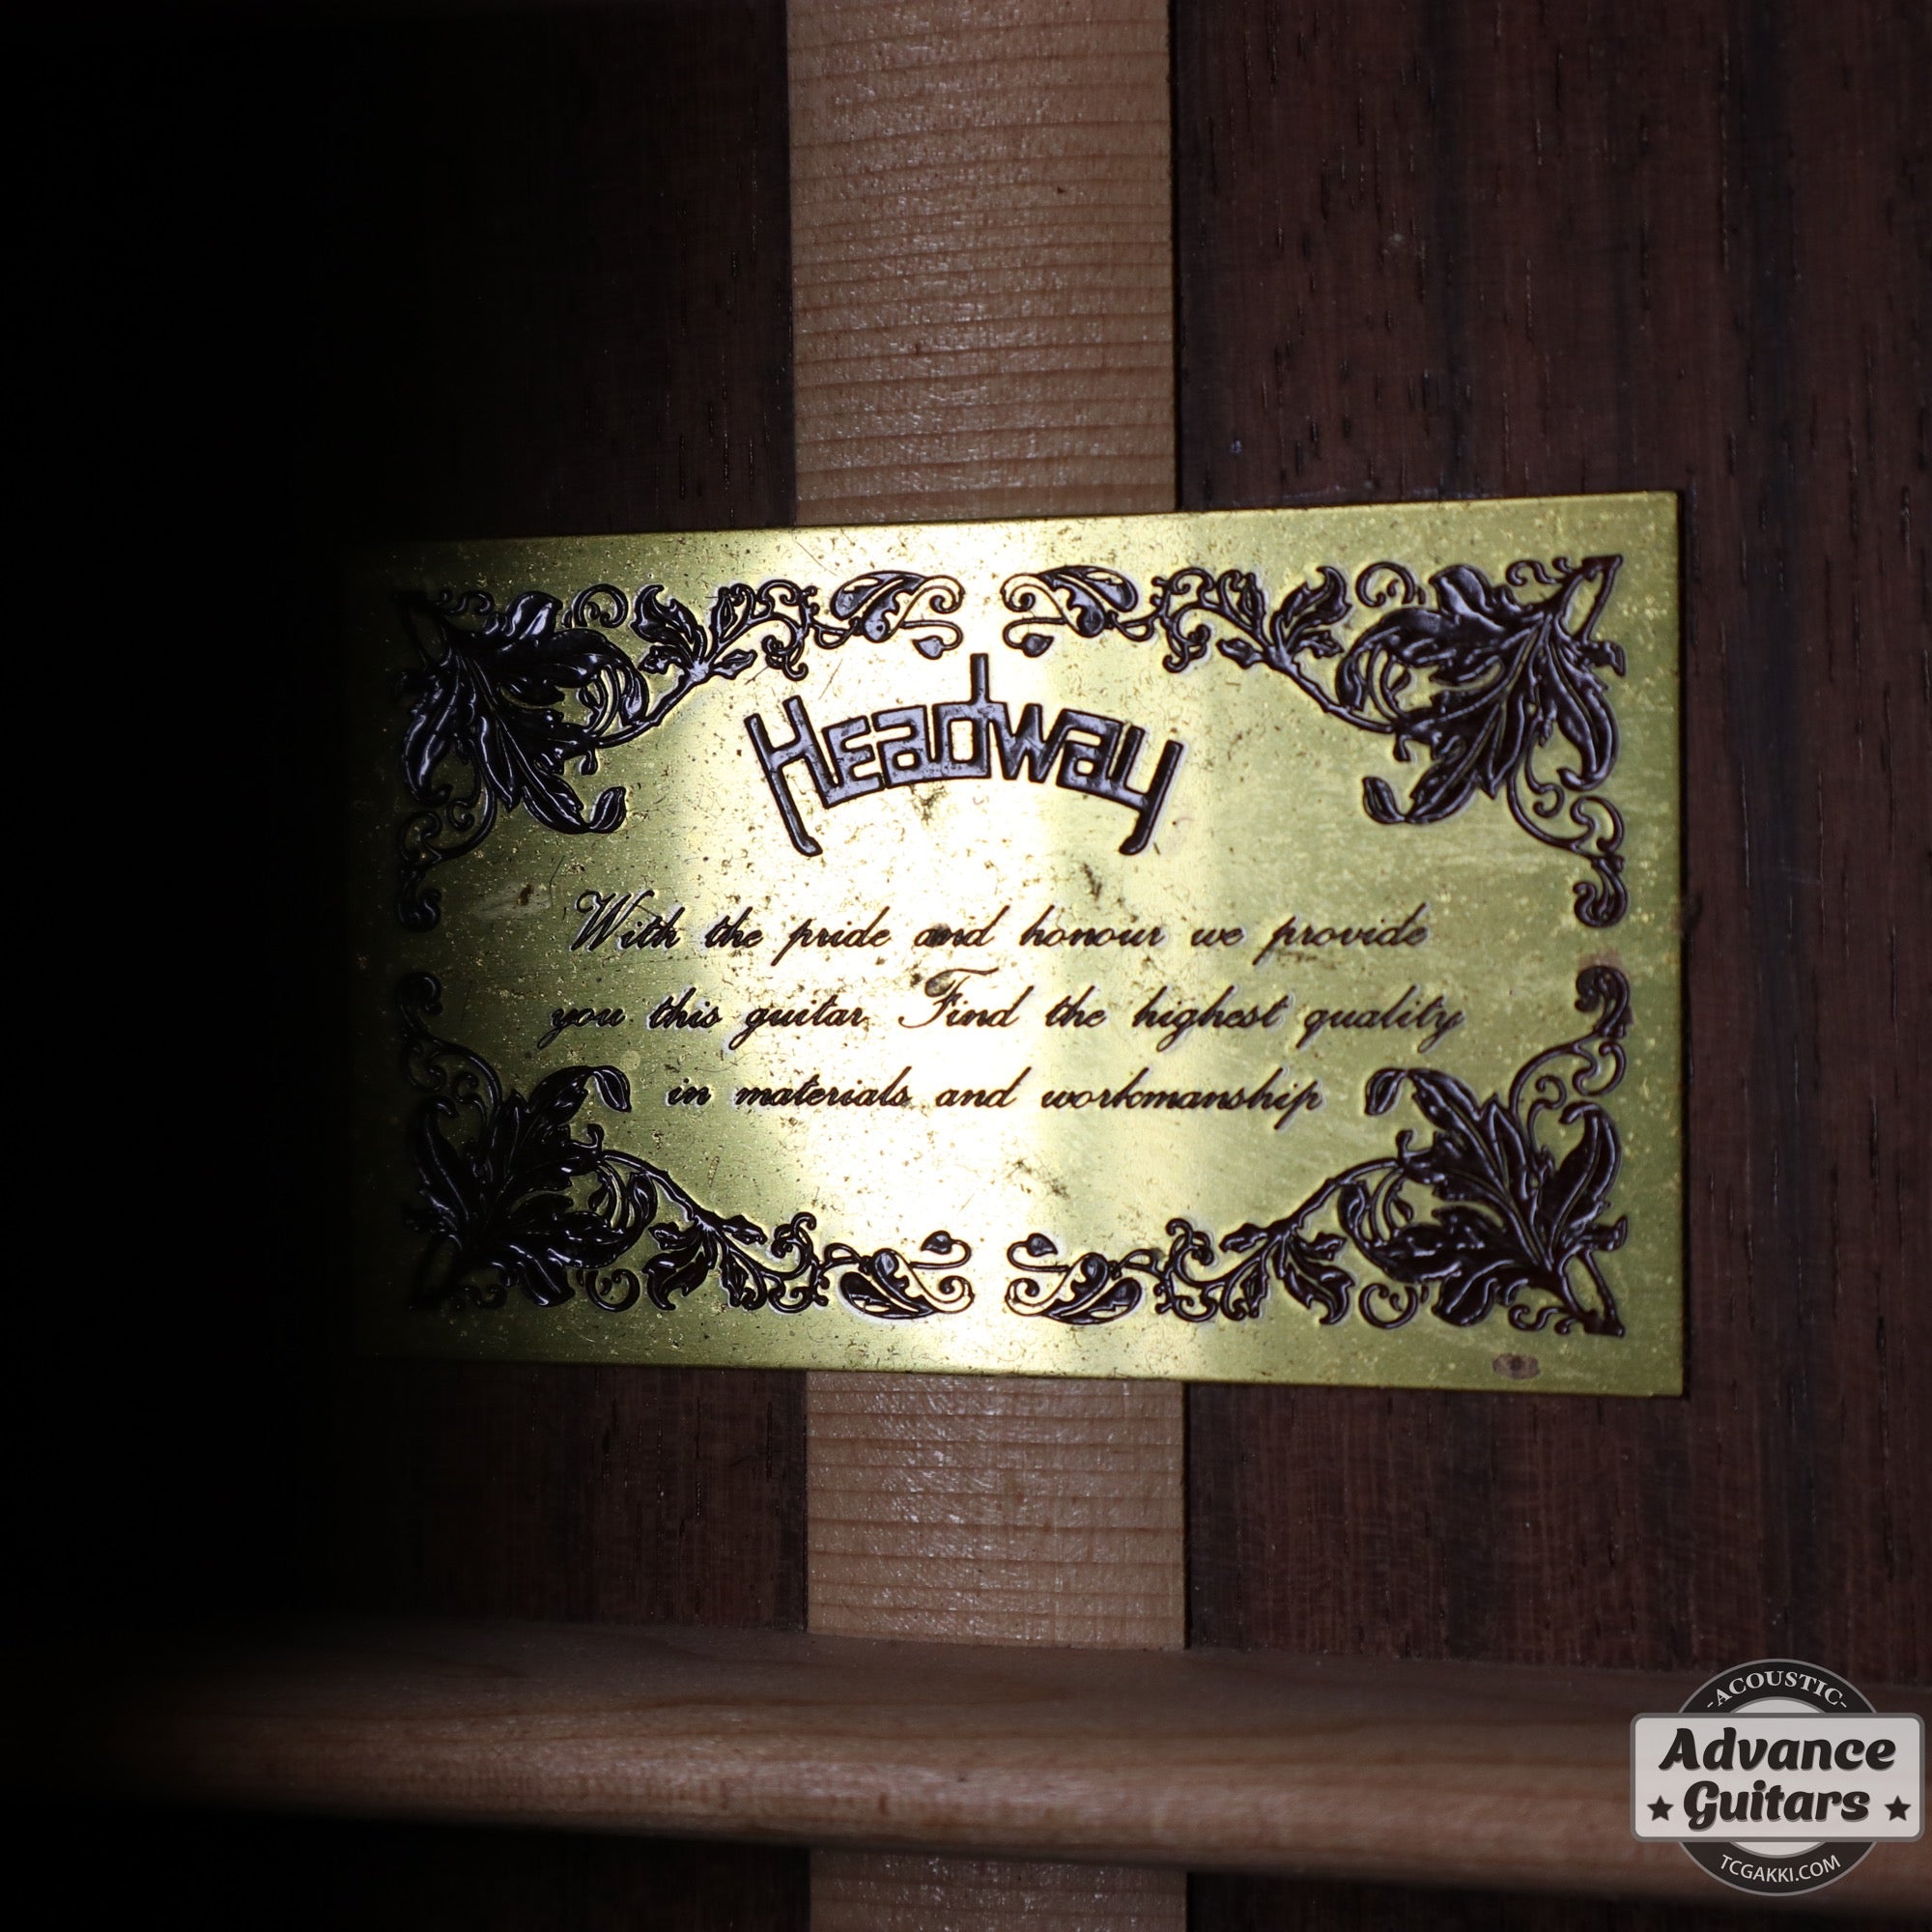 Headway
With the pride and honour we provide
you this guitar. Find the highest quality
in materials and workmanship
-ACOUSTIC-
Advance
Guitars
TCGAKKI.COM